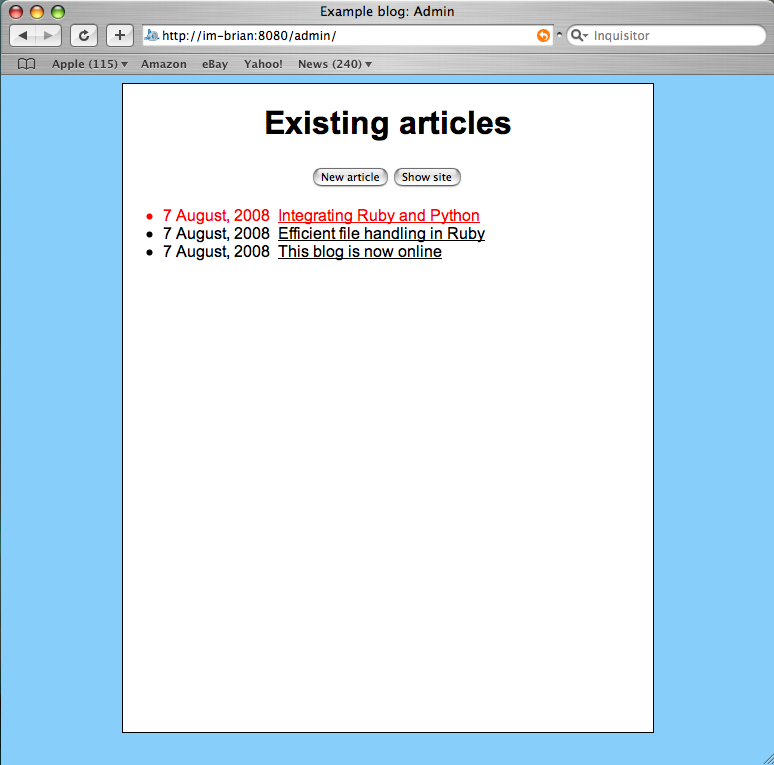 Example blog: Admin
http://im-brian:8080/admin/
Inquisitor
Apple (115) Amazon eBay Yahoo! News (240)
Existing articles
New article Show site
7 August, 2008 Integrating Ruby and Python
7 August, 2008 Efficient file handling in Ruby
7 August, 2008 This blog is now online